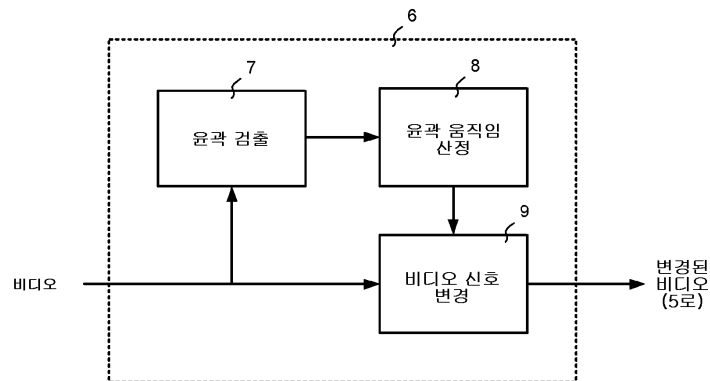 6
7
8
윤곽 검출
윤곽 움직임
산정
9
비디오
비디오 신호
변경
변경된
비디오
(5로)